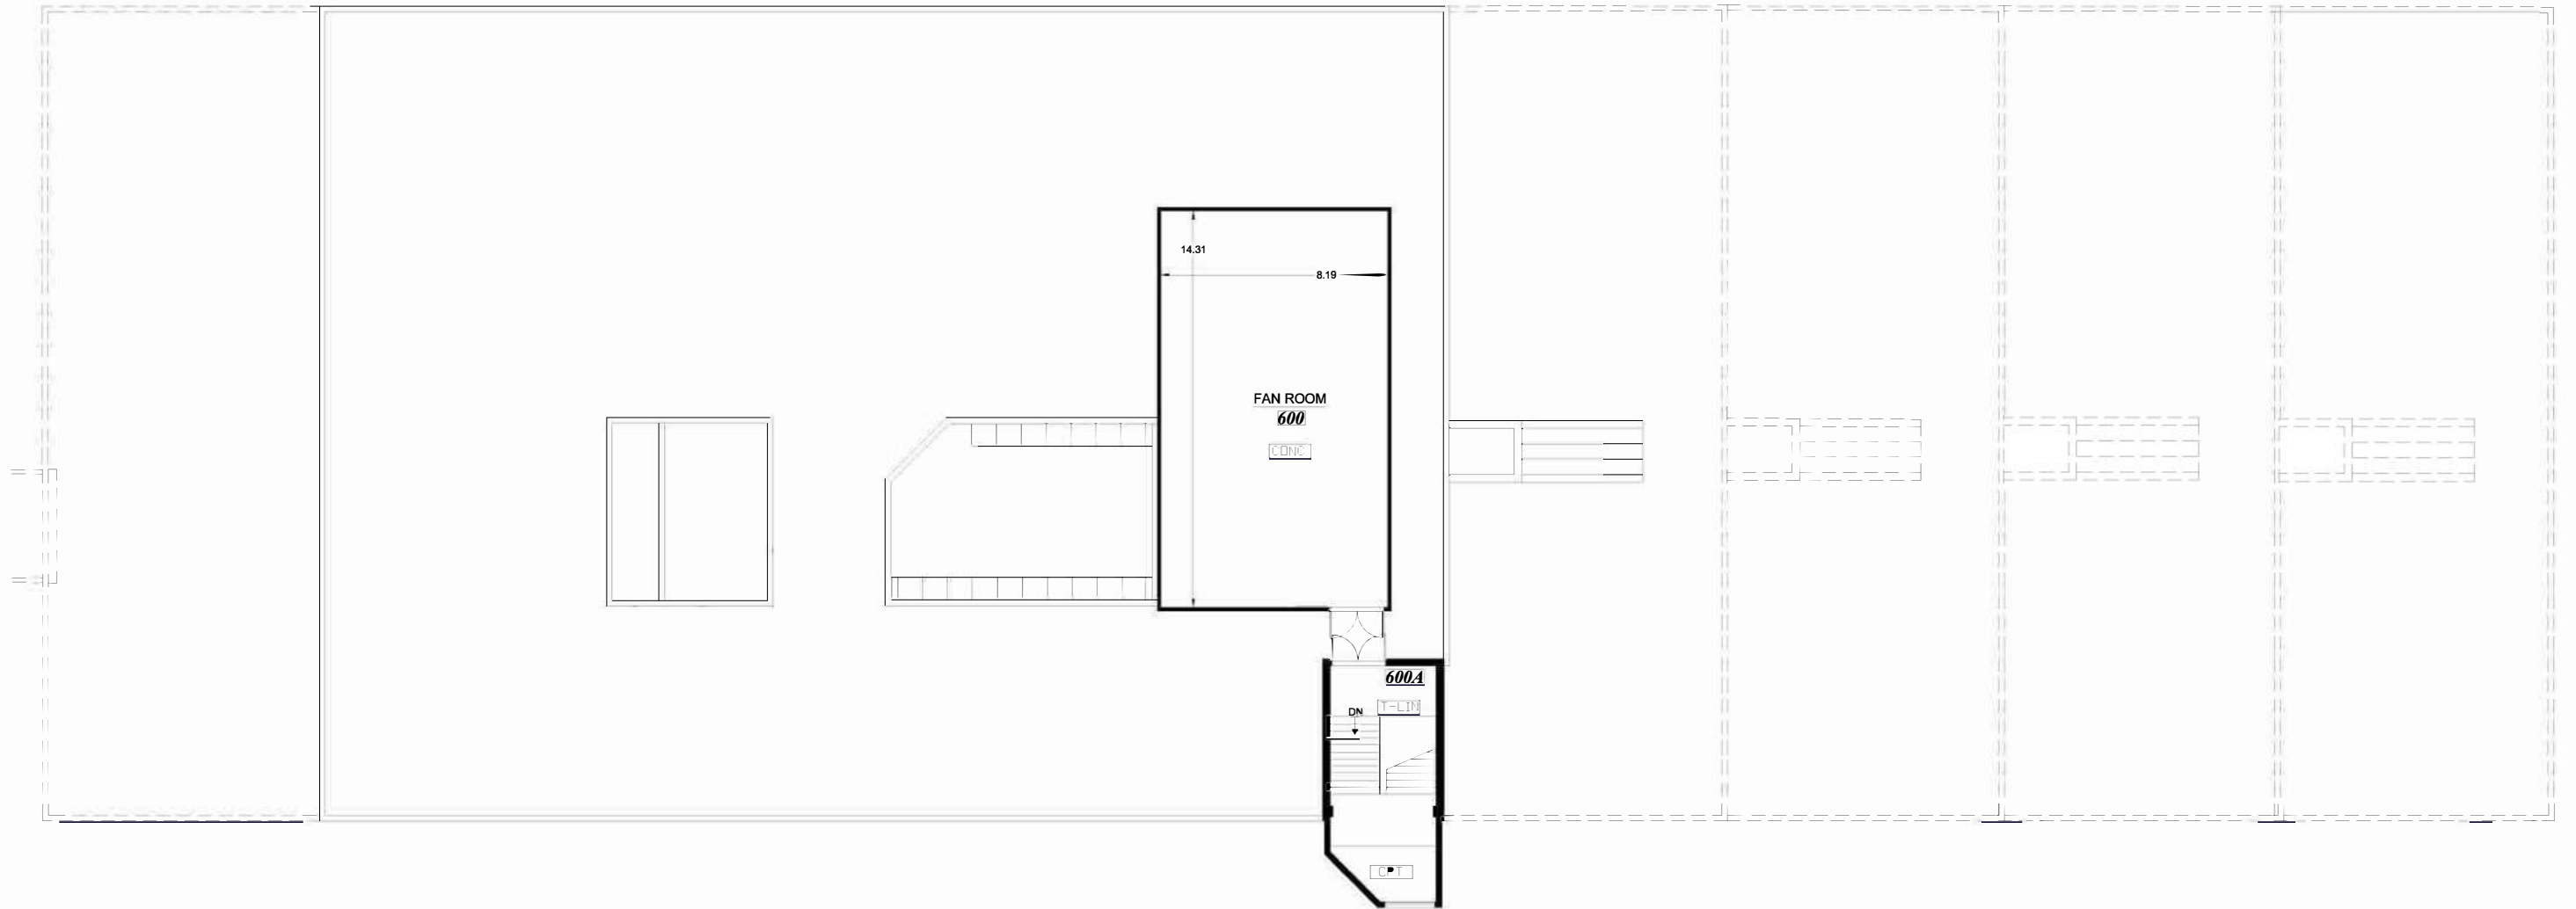 14.31
8.19
FAN ROOM
600
CONC
600A
T-LIN
DN
CPT